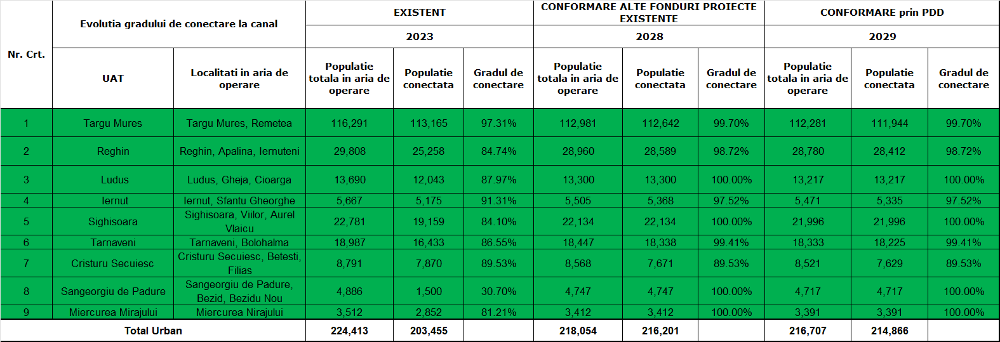 Nr. Crt.
Evolutia gradului de conectare la canal
EXISTENT
CONFORMARE ALTE FONDURI PROIECTE
EXISTENTE
CONFORMARE prin PDD
2023
2028
2029
UAT
Localitati in aria de
operare
Populatie
totala in aria de
operare
Populatie
conectata
Gradul de
conectare
Populatie
totala in aria de
operare
Populatie
conectata
Gradul de
conectare
Populatie
totala in aria de
operare
Populatie
conectata
Gradul de
conectare
1 Targu Mures Targu Mures, Remetea 116,291 113,165 97.31% 112,981 112,642 99.70% 112,281 111,944 99.70%
2 Reghin Reghin, Apalina, Iernuteni 29,808 25,258 84.74% 28,960 28,589 98.72% 28,780 28,412 98.72%
3 Ludus Ludus, Gheja, Cioarga 13,690 12,043 87.97% 13,300 13,300 100.00% 13,217 13,217 100.00%
4 Iernut Iernut, Sfantu Gheorghe 5,667 5,175 91.31% 5,505 5,368 97.52% 5,471 5,335 97.52%
5 Sighisoara Sighisoara, Viilor, Aurel
Vlaicu 22,781 19,159 84.10% 22,134 22,134 100.00% 21,996 21,996 100.00%
6 Tarnaveni Tarnaveni, Bolohalma 18,987 16,433 86.55% 18,447 18,338 99.41% 18,333 18,225 99.41%
7 Cristuru Secuiesc Cristuru Secuiesc, Betesti,
Filias 8,791 7,870 89.53% 8,568 7,671 89.53% 8,521 7,629 89.53%
8 Sangeorgiu de Padure Sangeorgiu de Padure,
Bezid, Bezidu Nou 4,886 1,500 30.70% 4,747 4,747 100.00% 4,717 4,717 100.00%
9 Miercurea Mirajului Miercurea Nirajului 3,512 2,852 81.21% 3,412 3,412 100.00% 3,391 3,391 100.00%
Total Urban 224,413 203,455 218,054 216,201 216,707 214,866